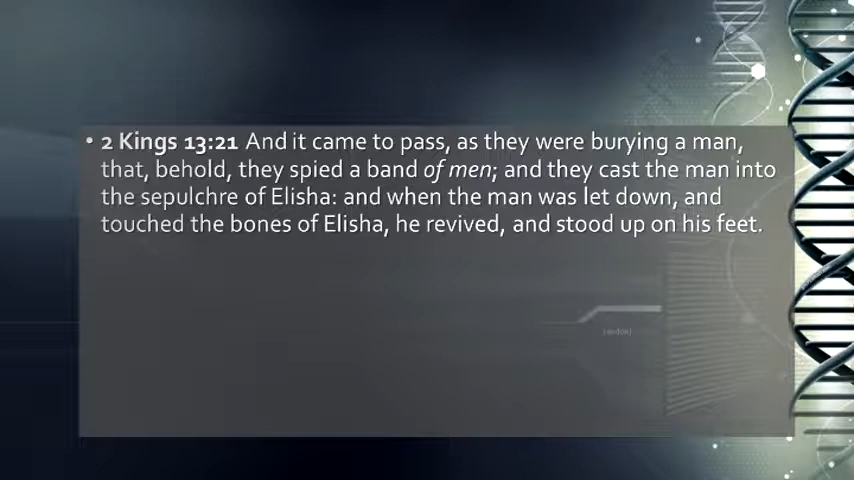 • 2 Kings 13:21 And it came to pass, as they were burying a man,
that, behold, they spied a band of men; and they cast the man into
the sepulchre of Elisha: and when the man was let down, and
touched the bones of Elisha, he revived, and stood up on his feet.